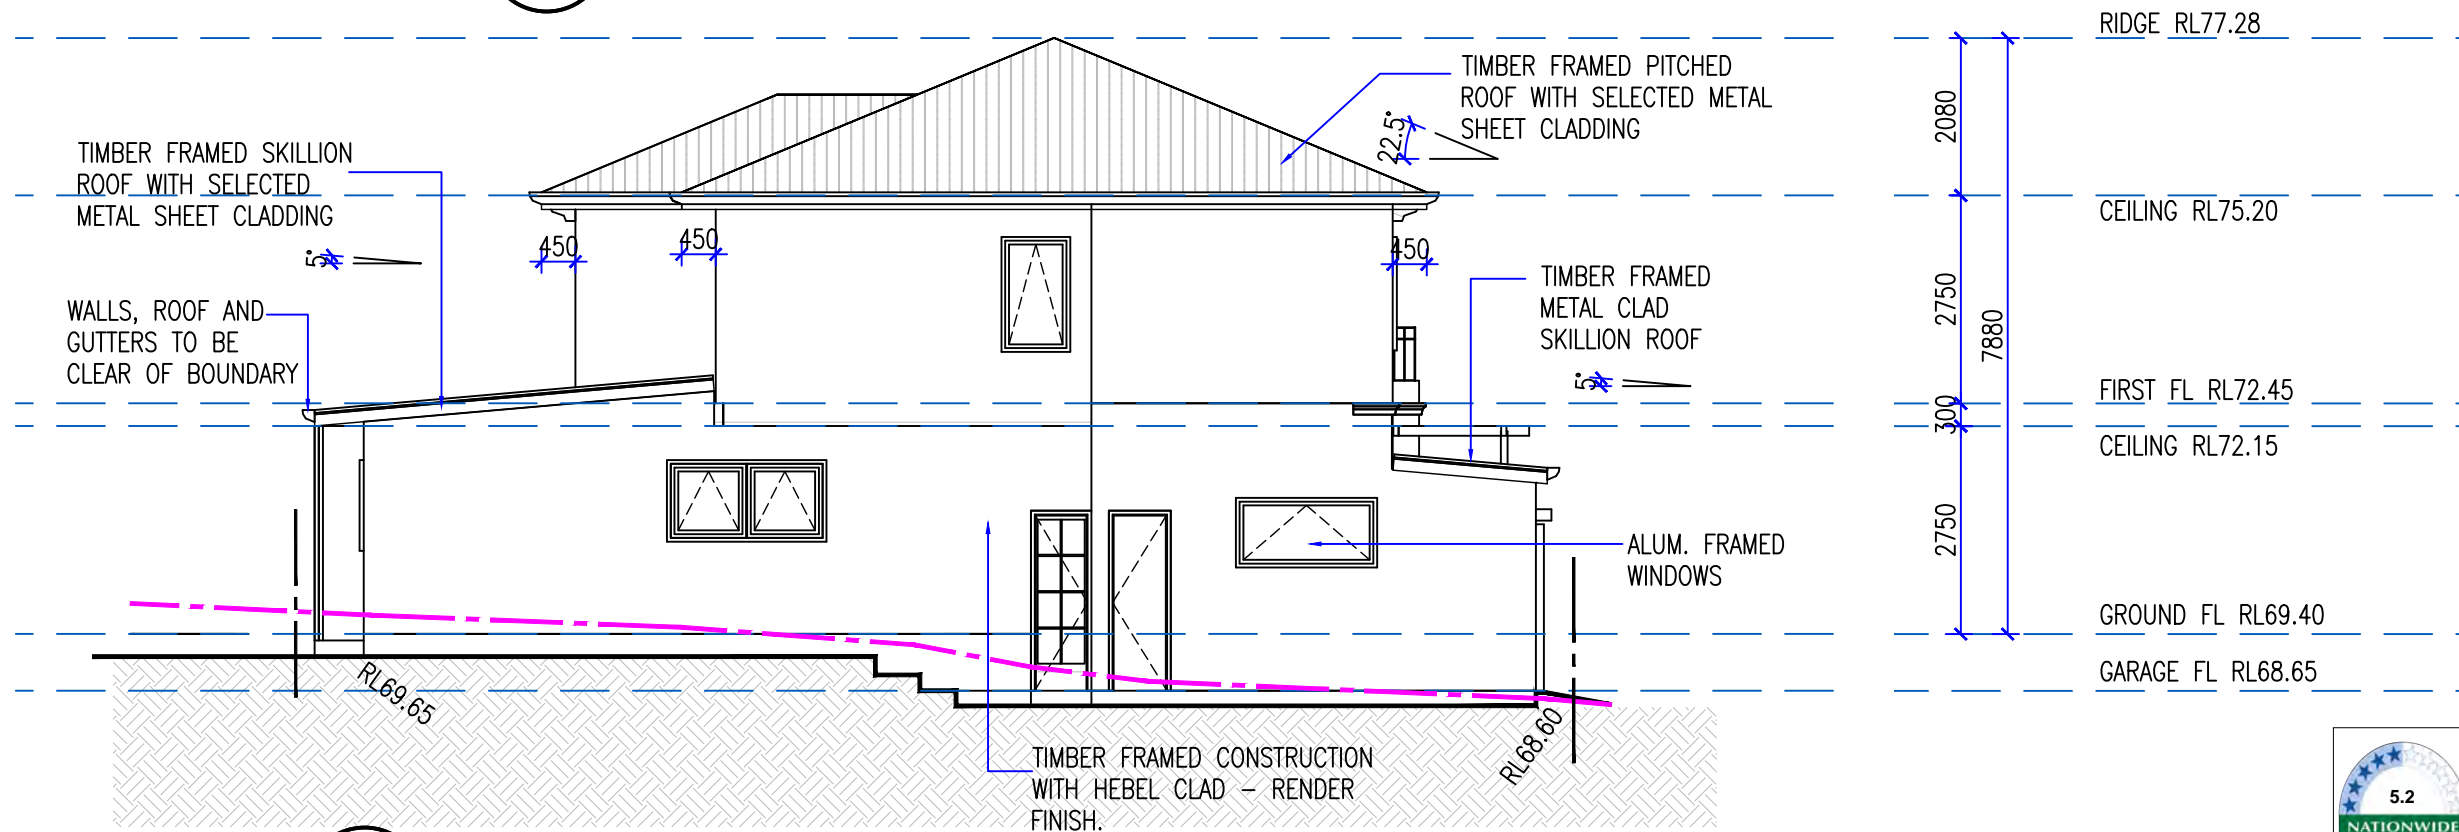 RIDGE RL77.28
TIMBER FRAMED PITCHED
ROOF WITH SELECTED METAL
SHEET CLADDING
22.5°
2080
TIMBER FRAMED SKILLION
ROOF WITH SELECTED
METAL SHEET CLADDING
5°
CEILING RL75.20
450
450
450
WALLS, ROOF AND
GUTTERS TO BE
CLEAR OF BOUNDARY
TIMBER FRAMED
METAL CLAD
SKILLION ROOF
5°
2750
7880
FIRST FL RL72.45
300
CEILING RL72.15
2750
ALUM. FRAMED
WINDOWS
GROUND FL RL69.40
GARAGE FL RL68.65
RL69.65
RL68.60
TIMBER FRAMED CONSTRUCTION
WITH HEBEL CLAD – RENDER
FINISH.
5.2
NATIONWIDE